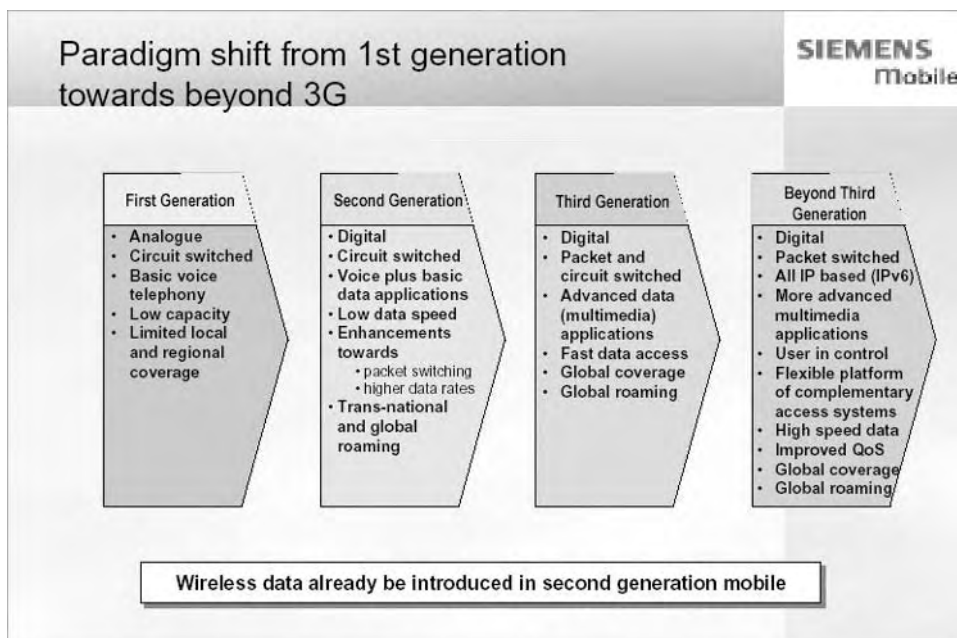 Paradigm shift from 1st generation
towards beyond 3G
SIEMENS
mobile
First Generation
• Analogue
• Circuit switched
• Basic voice
telephony
• Low capacity
• Limited local
and regional
coverage
Second Generation
• Digital
• Circuit switched
• Voice plus basic
data applications
• Low data speed
• Enhancements
towards
• packet switching
• higher data rates
• Trans-national
and global
roaming
Third Generation
• Digital
• Packet and
circuit switched
• Advanced data
(multimedia)
applications
• Fast data access
• Global coverage
• Global roaming
Beyond Third
Generation
• Digital
• Packet switched
• All IP based (IPv6)
• More advanced
multimedia
applications
• User in control
• Flexible platform
of complementary
access systems
• High speed data
• Improved QoS
• Global coverage
• Global roaming
Wireless data already be introduced in second generation mobile